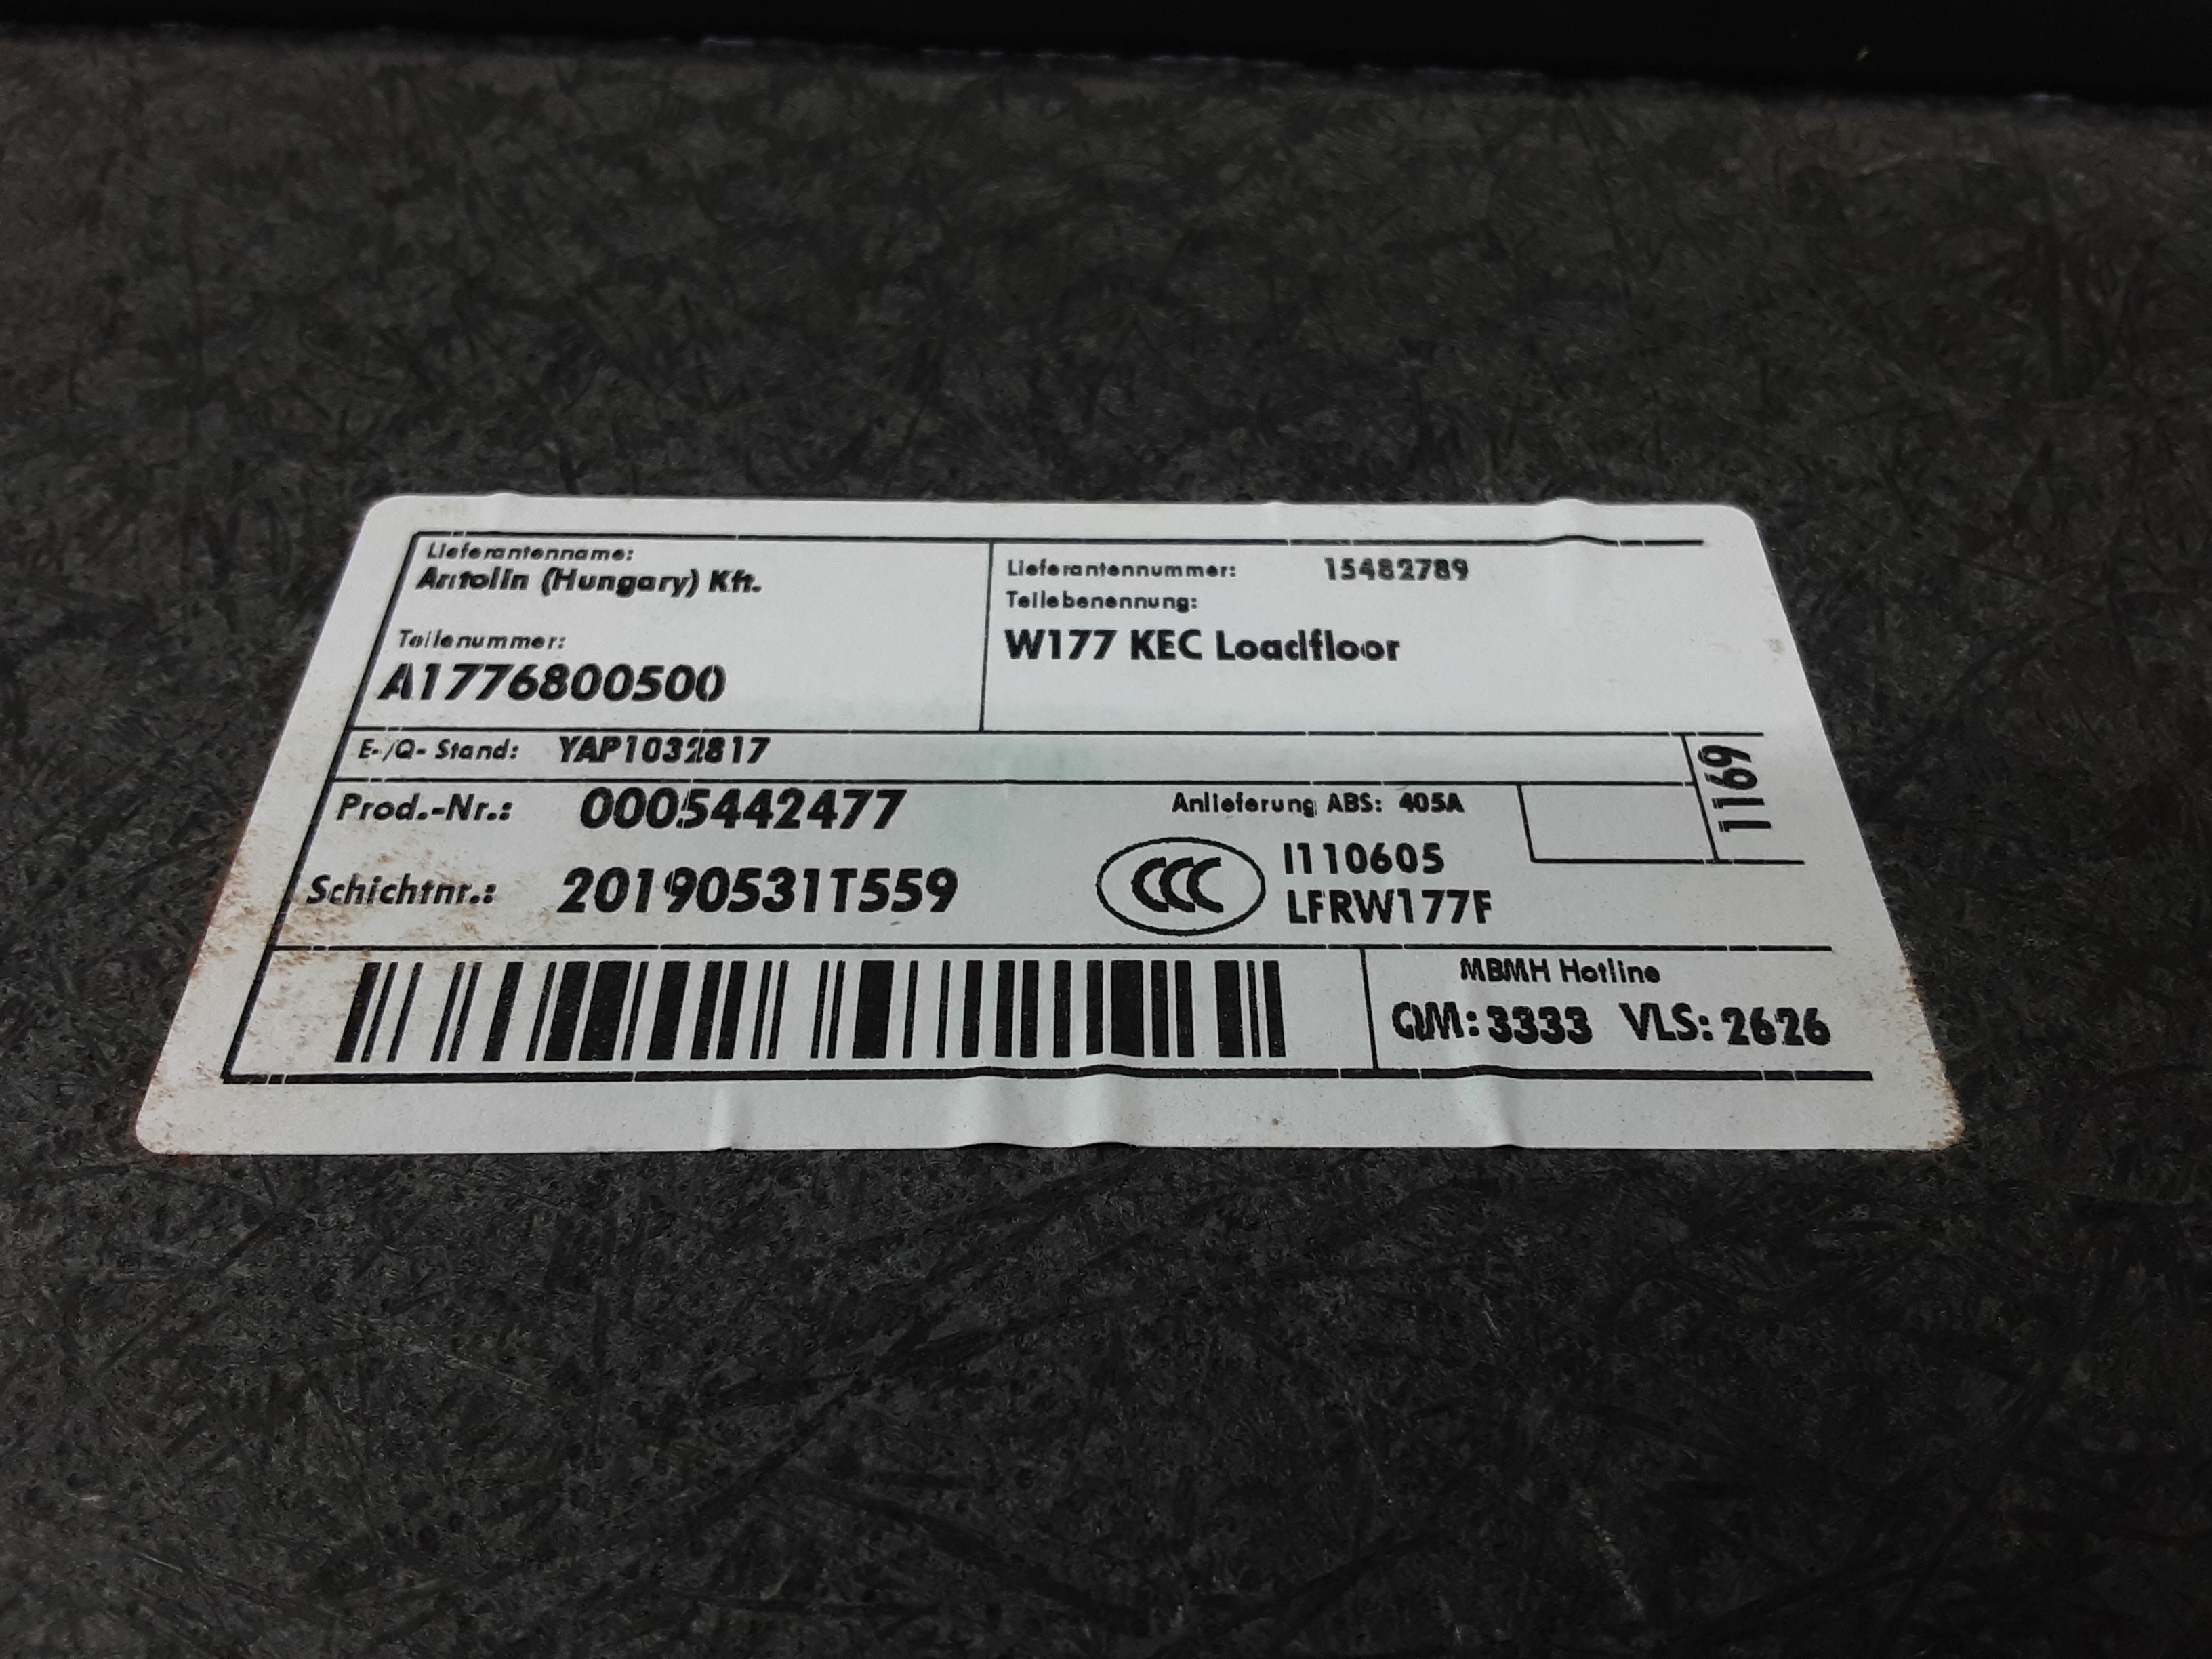 Lieferantenname:
Antolin (Hungary) Kft.
Teilenummer:
A1776800500
Lieferantennummer: 15482789
Teilebenennung:
W177 KEC Loadfloor
E-/Q- Stand: YAP1032817
1169
Prod.-Nr.: 0005442477
Anlieferung ABS: 405A
Schichtnr.: 20190531T559
CCC
I110605
LFRW177F
MBMH Hotline
QM: 3333 VLS: 2626